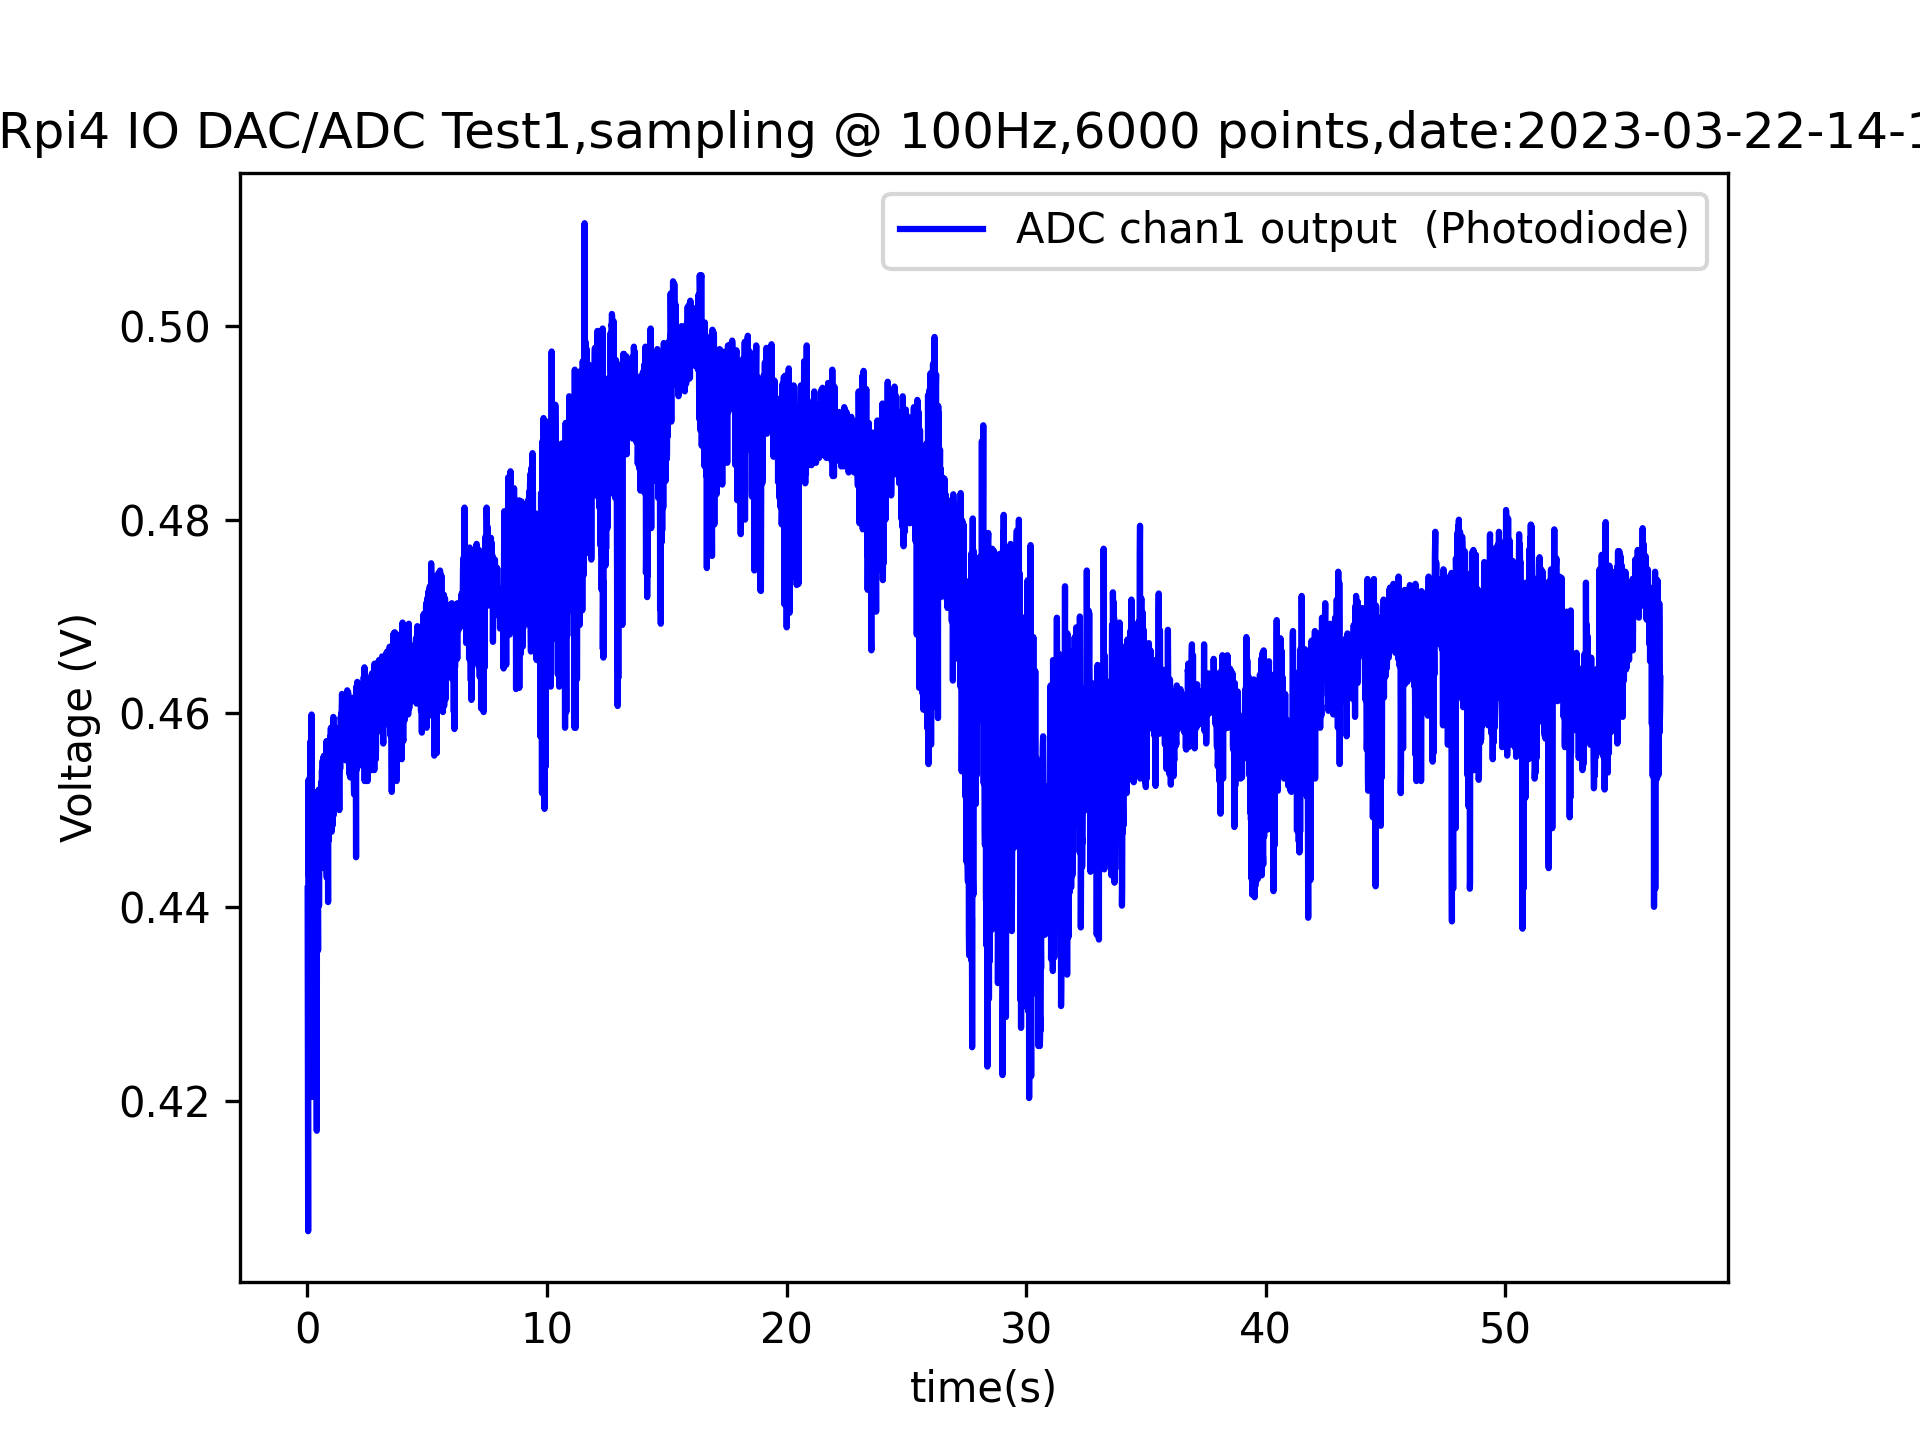 Rpi4 IO DAC/ADC Test1,sampling @ 100Hz,6000 points,date:2023-03-22-14-1
ADC chan1 output (Photodiode)
0.50
0.48
0.46
0.44
0.42
Voltage (V)
0 10 20 30 40 50
time(s)